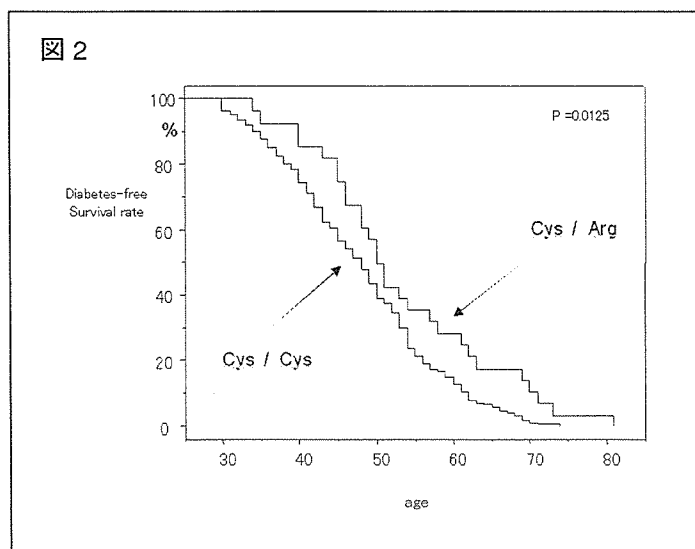 図 2
100
%
80
60
40
20
0
Diabetes-free
Survival rate
P =0.0125
Cys / Arg
Cys / Cys
30 40 50 60 70 80
age